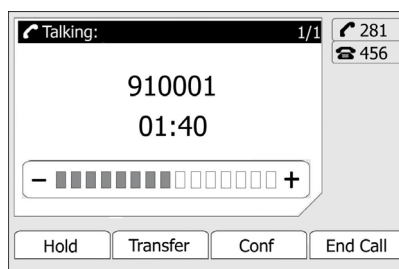 Talking: 1/1
281
456
910001
01:40
- +
Hold Transfer Conf End Call